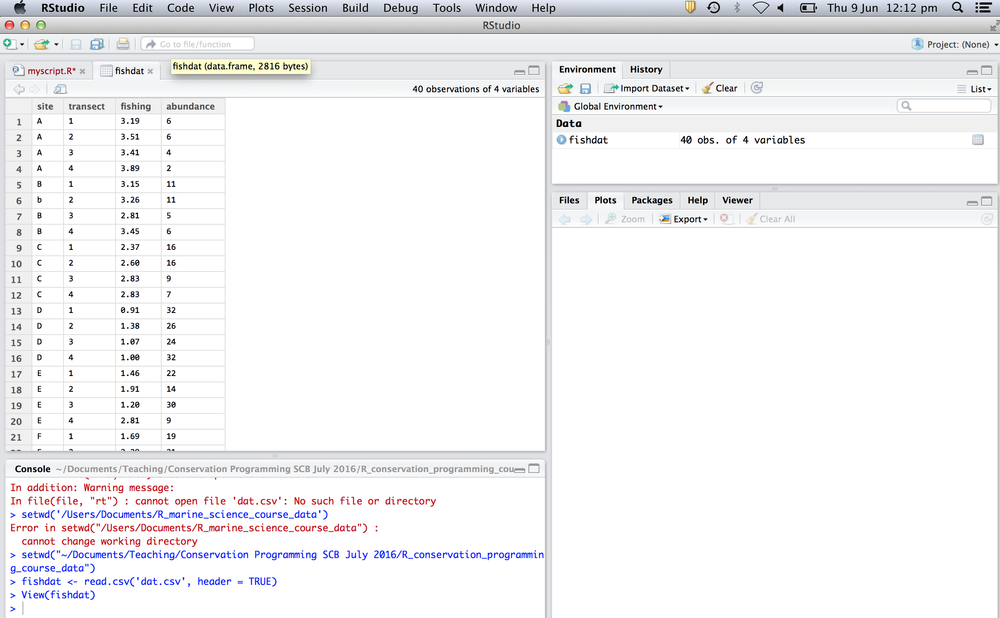 RStudio File Edit Code View Plots Session Build Debug Tools Window Help Thu 9 Jun 12:12 pm
RStudio
Go to file/function Project: (None)
myscript.R* fishdat fishdat (data.frame, 2816 bytes)
40 observations of 4 variables
site transect fishing abundance
1 A 1 3.19 6
2 A 2 3.51 6
3 A 3 3.41 4
4 A 4 3.89 2
5 B 1 3.15 11
6 b 2 3.26 11
7 B 3 2.81 5
8 B 4 3.45 6
9 C 1 2.37 16
10 C 2 2.60 16
11 C 3 2.83 9
12 C 4 2.83 7
13 D 1 0.91 32
14 D 2 1.38 26
15 D 3 1.07 24
16 D 4 1.00 32
17 E 1 1.46 22
18 E 2 1.91 14
19 E 3 1.20 30
20 E 4 2.81 9
21 F 1 1.69 19
Console ~/Documents/Teaching/Conservation Programming SCB July 2016/R_conservation_programming_cou
In addition: Warning message:
In file(file, "rt") : cannot open file 'dat.csv': No such file or directory
> setwd('/Users/Documents/R_marine_science_course_data')
Error in setwd("/Users/Documents/R_marine_science_course_data") :
cannot change working directory
> setwd("~/Documents/Teaching/Conservation Programming SCB July 2016/R_conservation_programmin
g_course_data")
> fishdat <- read.csv('dat.csv', header = TRUE)
> View(fishdat)
>
Environment History
Import Dataset Clear List
Global Environment
Data
fishdat 40 obs. of 4 variables
Files Plots Packages Help Viewer
Zoom Export Clear All